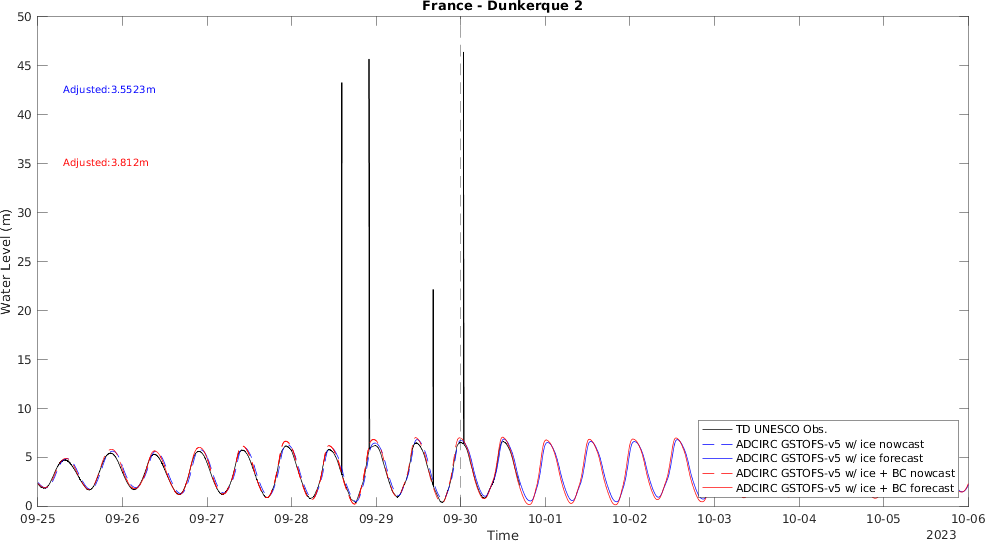 France - Dunkerque 2
50
45
40
35
30
25
20
15
10
5
0
Water Level (m)
Adjusted:3.5523m
Adjusted:3.812m
TD UNESCO Obs.
ADCIRC GSTOFS-v5 w/ ice nowcast
ADCIRC GSTOFS-v5 w/ ice forecast
ADCIRC GSTOFS-v5 w/ ice + BC nowcast
ADCIRC GSTOFS-v5 w/ ice + BC forecast
09-25 09-26 09-27 09-28 09-29 09-30 10-01 10-02 10-03 10-04 10-05 10-06
Time
2023